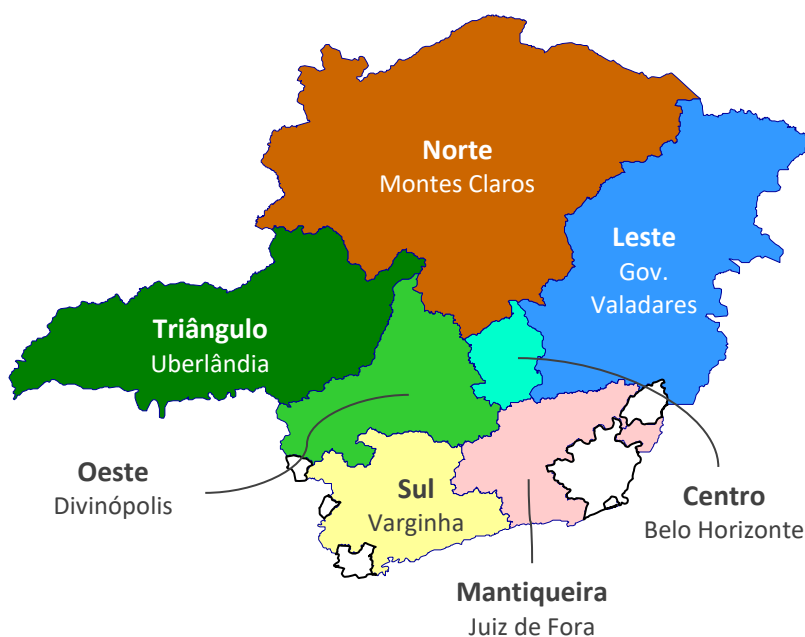 Norte
Montes Claros
Leste
Gov.
Valadares
Triângulo
Uberlândia
Oeste
Divinópolis
Sul
Varginha
Centro
Belo Horizonte
Mantiqueira
Juiz de Fora